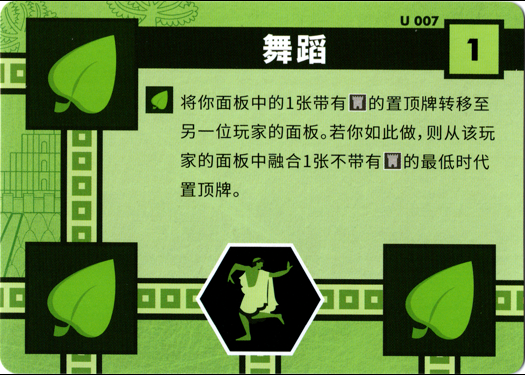 U 007
舞蹈
1
将你面板中的1张带有的置顶牌转移至
另一位玩家的面板。若你如此做，则从该玩
家的面板中融合1张不带有的最低时代
置顶牌。